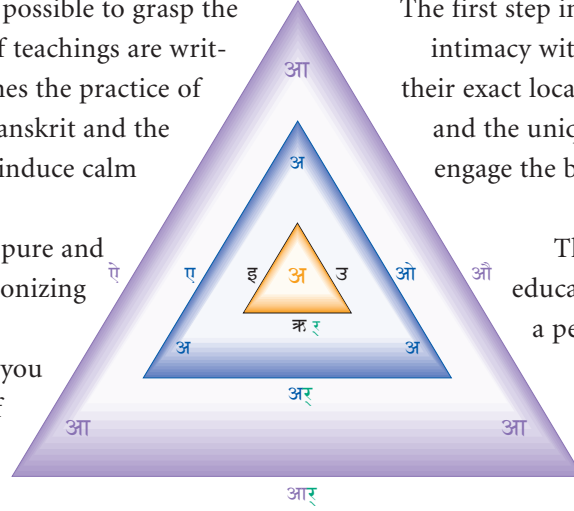 possible to grasp the
f teachings are writ-
nes the practice of
anskrit and the
induce calm
pure and
onizing
you
The first step in
intimacy wit
their exact loca
and the uniq
engage the b
Th
educa
a pe
आ
अ
ऐ ए इ अ उ ओ औ
ऋ र्
अ अ
अर्
आ आ
आर्